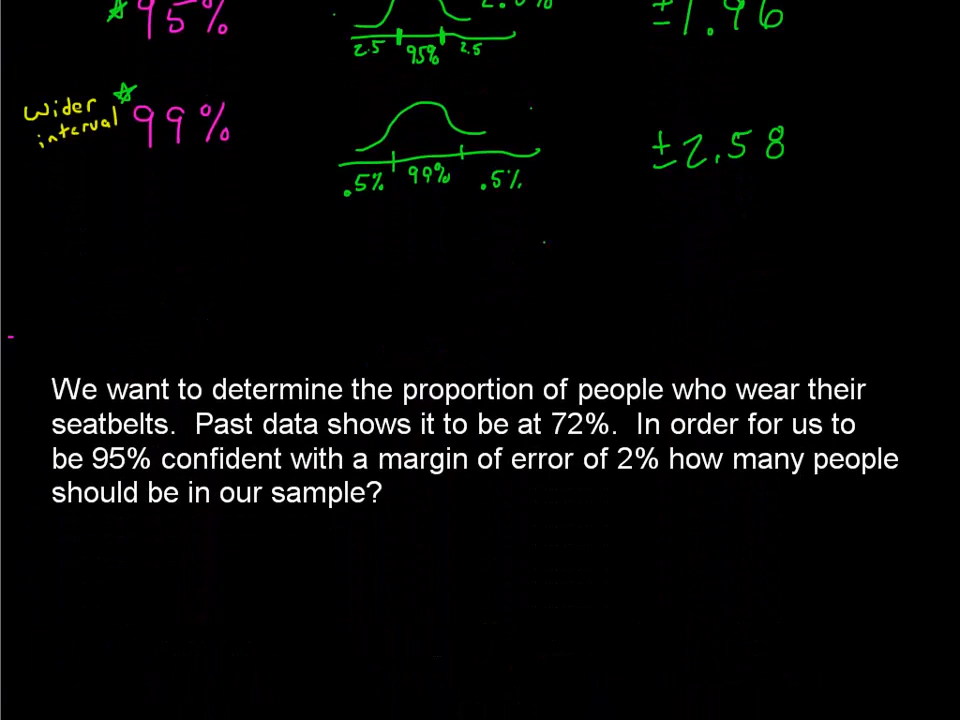 95%
2.5 95% 2.5
±1.96
wider
interval
99%
.5% 99% .5%
±2.58
We want to determine the proportion of people who wear their
seatbelts. Past data shows it to be at 72%. In order for us to
be 95% confident with a margin of error of 2% how many people
should be in our sample?